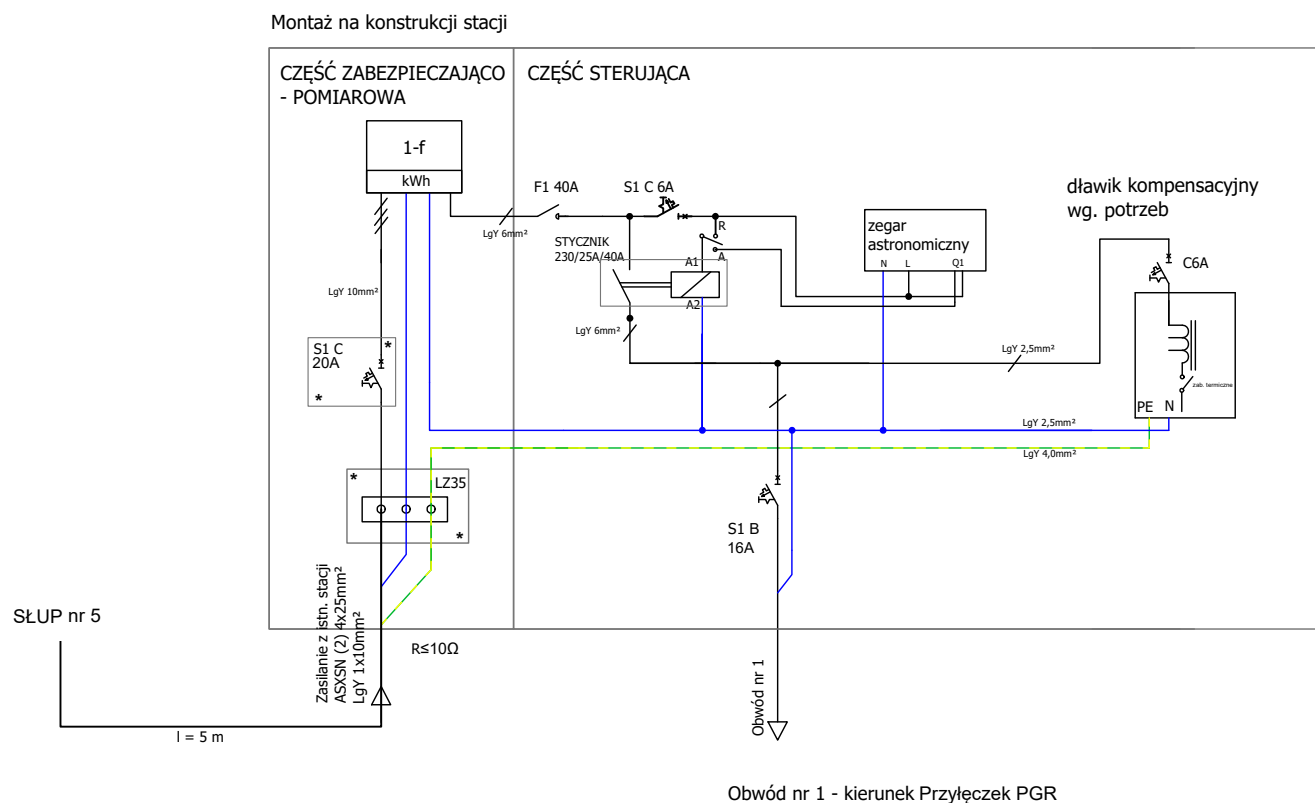 Montaż na konstrukcji stacji
CZĘŚĆ ZABEZPIECZAJĄCO
- POMIAROWA
CZĘŚĆ STERUJĄCA
1-f
kWh
F1 40A
S1 C 6A
dławik kompensacyjny
wg. potrzeb
LgY 6mm²
R
STYCZNIK
230/25A/40A
A1
A
A2
zegar
astronomiczny
N
L
Q1
C6A
LgY 10mm²
LgY 6mm²
LgY 2,5mm²
S1 C
20A
*
*
zab. termiczne
PE
N
LgY 2,5mm²
LgY 4,0mm²
*
LZ35
*
S1 B
16A
SŁUP nr 5
Zasilanie z istn. stacji
ASXSN (2) 4x25mm²
LgY 1x10mm²
R≤10Ω
Obwód nr 1
l = 5 m
Obwód nr 1 - kierunek Przyłęczek PGR